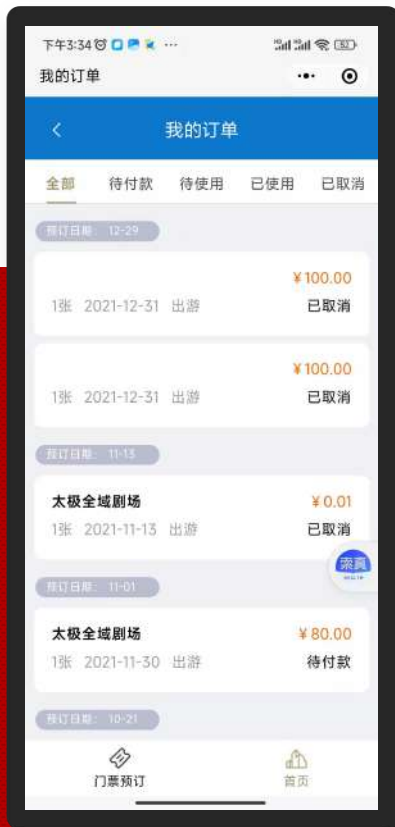 下午3:34
我的订单
我的订单
全部 待付款 待使用 已使用 已取消
预订日期: 12-29
¥100.00
1张 2021-12-31 出游 已取消
¥100.00
1张 2021-12-31 出游 已取消
预订日期: 11-13
太极全域剧场 ¥0.01
1张 2021-11-13 出游 已取消
索真
预订日期: 11-01
太极全域剧场 ¥80.00
1张 2021-11-30 出游 待付款
预订日期: 10-21
门票预订 首页